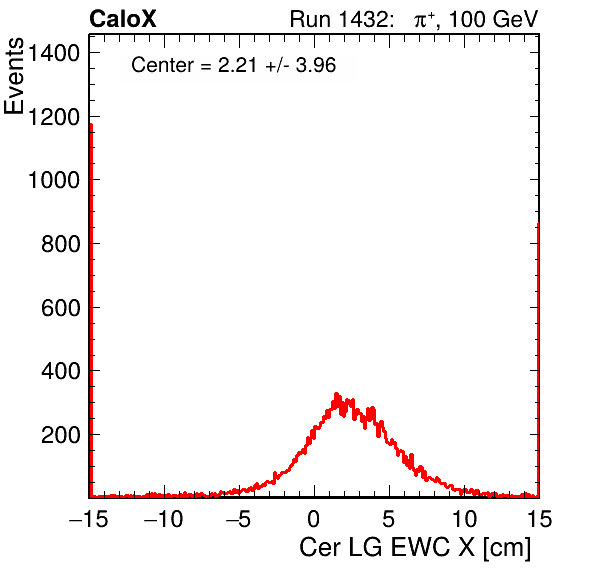 CaloX
Run 1432: π⁺, 100 GeV
Center = 2.21 +/- 3.96
Events
1400
1200
1000
800
600
400
200
−15 −10 −5 0 5 10 15
Cer LG EWC X [cm]